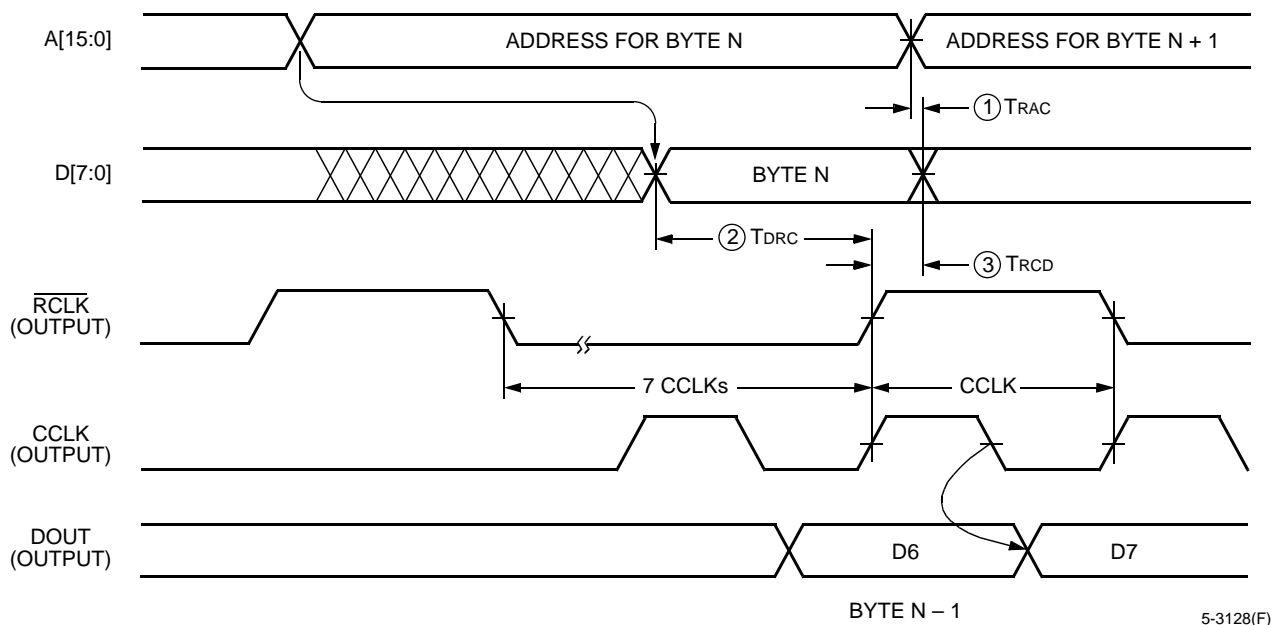 A[15:0]
ADDRESS FOR BYTE N
ADDRESS FOR BYTE N + 1
1 TRAC
D[7:0]
BYTE N
2 TDRC
3 TRCD
RCLK
(OUTPUT)
7 CCLKs
CCLK
CCLK
(OUTPUT)
DOUT
(OUTPUT)
D6
D7
BYTE N – 1
5-3128(F)